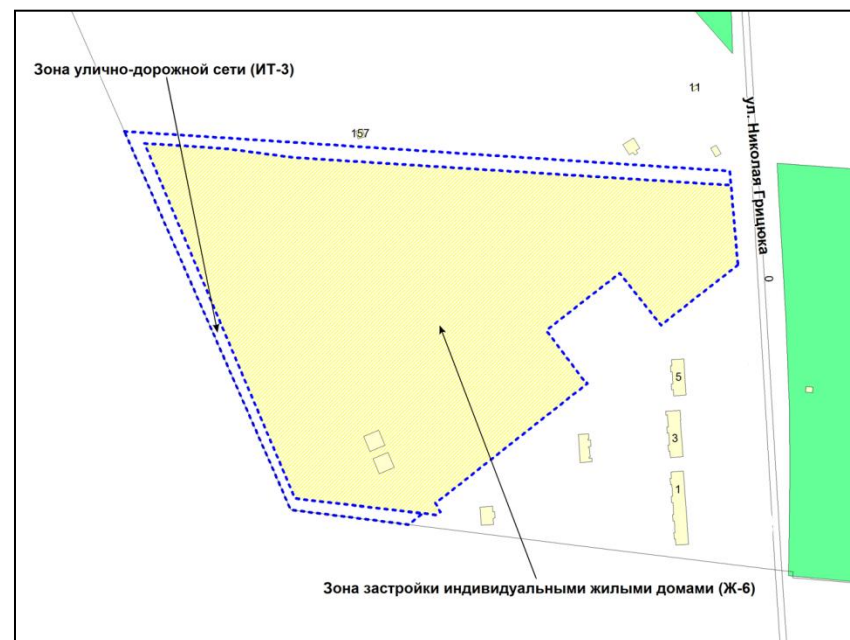 Зона улично-дорожной сети (ИТ-3)
11
157
ул. Николая Грицюка
0
5
3
1
Зона застройки индивидуальными жилыми домами (Ж-6)